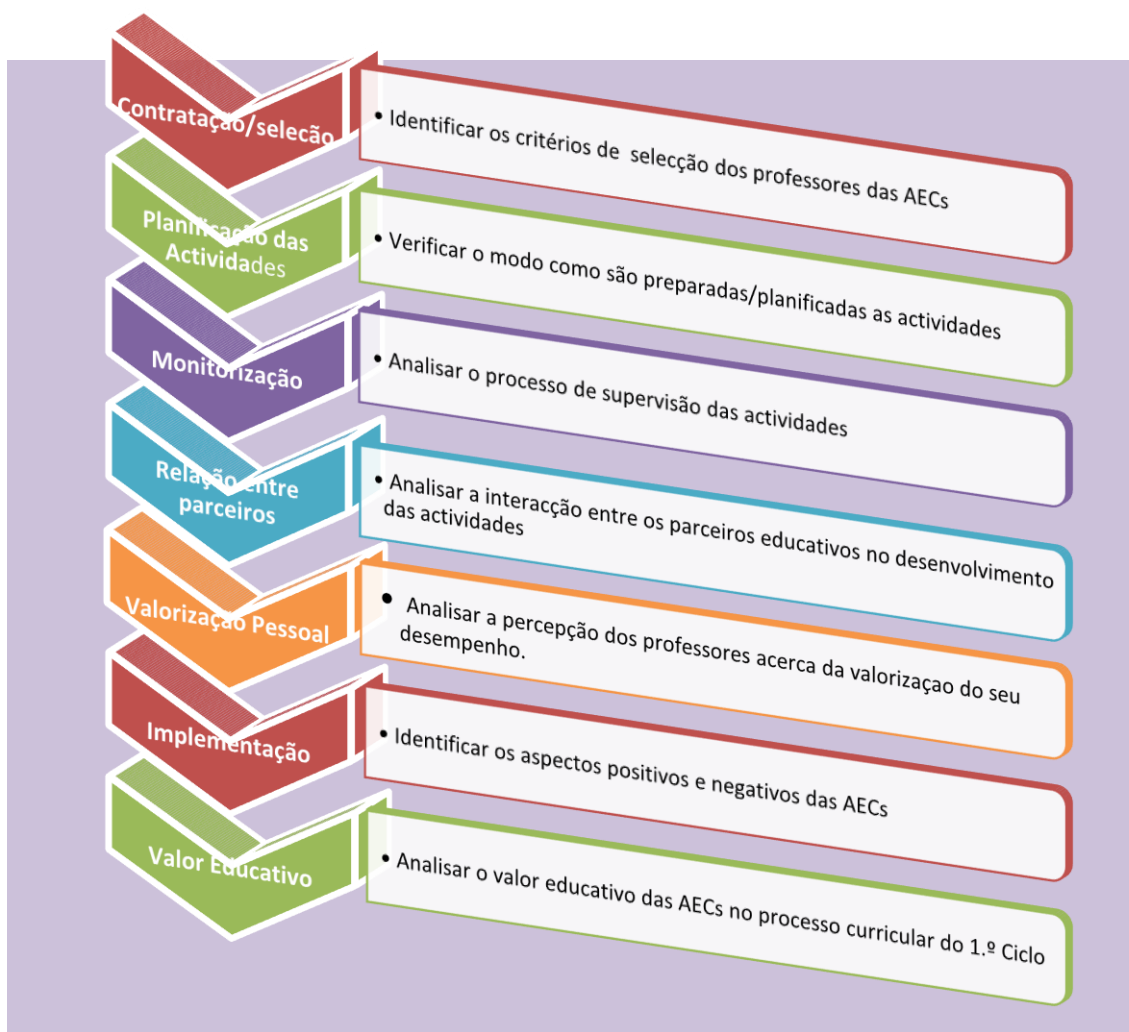 Contratação/selecão
• Identificar os critérios de selecção dos professores das AECs
Planificação das
Actividades
• Verificar o modo como são preparadas/planificadas as actividades
Monitorização
• Analisar o processo de supervisão das actividades
Relação entre
parceiros
• Analisar a interacção entre os parceiros educativos no desenvolvimento
das actividades
Valorização Pessoal
• Analisar a percepção dos professores acerca da valorizaçao do seu
desempenho.
Implementação
• Identificar os aspectos positivos e negativos das AECs
Valor Educativo
• Analisar o valor educativo das AECs no processo curricular do 1.º Ciclo